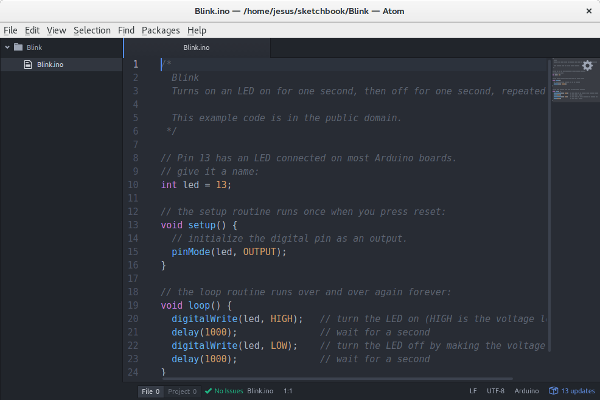 Blink.ino — /home/jesus/sketchbook/Blink — Atom
File Edit View Selection Find Packages Help
Blink
Blink.ino
Blink.ino
1 /*
2 Blink
3 Turns on an LED on for one second, then off for one second, repeated
4
5 This example code is in the public domain.
6 */
7
8 // Pin 13 has an LED connected on most Arduino boards.
9 // give it a name:
10 int led = 13;
11
12 // the setup routine runs once when you press reset:
13 void setup() {
14 // initialize the digital pin as an output.
15 pinMode(led, OUTPUT);
16 }
17
18 // the loop routine runs over and over again forever:
19 void loop() {
20 digitalWrite(led, HIGH); // turn the LED on (HIGH is the voltage l
21 delay(1000); // wait for a second
22 digitalWrite(led, LOW); // turn the LED off by making the voltage
23 delay(1000); // wait for a second
24 }
File 0 Project 0 No Issues Blink.ino 1:1 LF UTF-8 Arduino 13 updates